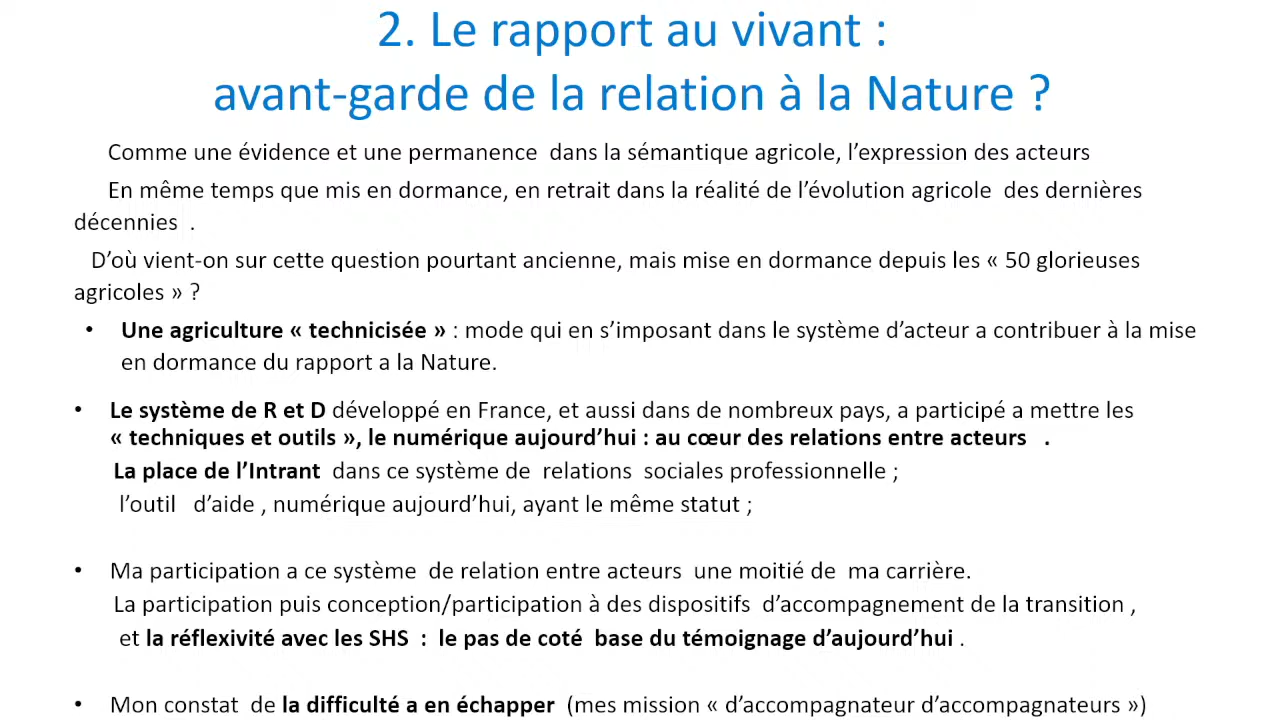 2. Le rapport au vivant :
avant-garde de la relation à la Nature ?
Comme une évidence et une permanence dans la sémantique agricole, l’expression des acteurs
En même temps que mis en dormance, en retrait dans la réalité de l’évolution agricole des dernières
décennies .
D’où vient-on sur cette question pourtant ancienne, mais mise en dormance depuis les « 50 glorieuses
agricoles » ?
• Une agriculture « technicisée » : mode qui en s’imposant dans le système d’acteur a contribuer à la mise
en dormance du rapport a la Nature.
• Le système de R et D développé en France, et aussi dans de nombreux pays, a participé a mettre les
« techniques et outils », le numérique aujourd’hui : au cœur des relations entre acteurs .
La place de l’Intrant dans ce système de relations sociales professionnelle ;
l’outil d’aide , numérique aujourd’hui, ayant le même statut ;
• Ma participation a ce système de relation entre acteurs une moitié de ma carrière.
La participation puis conception/participation à des dispositifs d’accompagnement de la transition ,
et la réflexivité avec les SHS : le pas de coté base du témoignage d’aujourd’hui .
• Mon constat de la difficulté a en échapper (mes mission « d’accompagnateur d’accompagnateurs »)